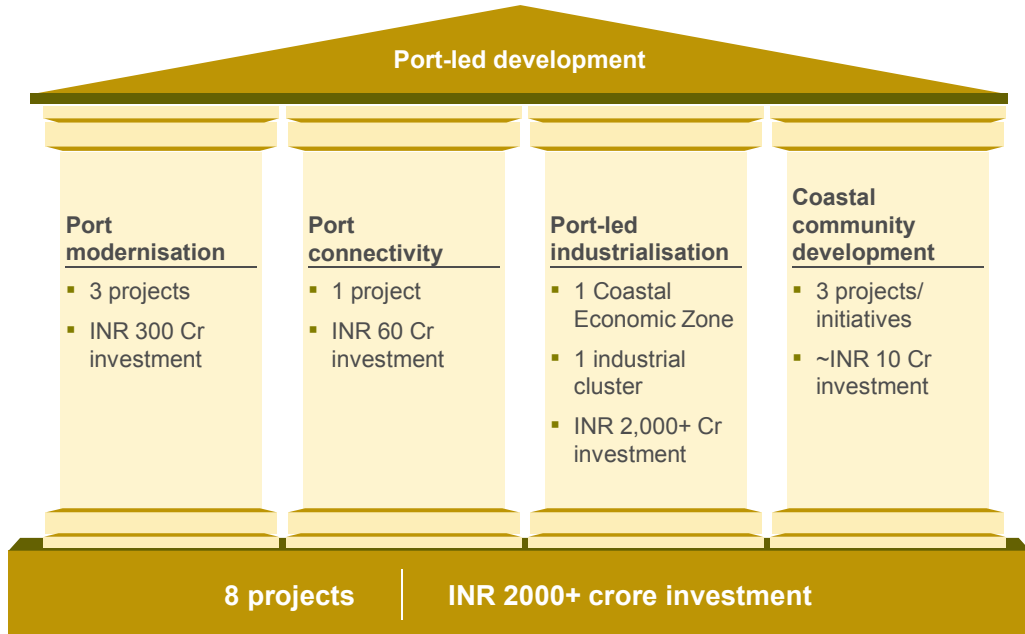 Port-led development
Port
modernisation
▪ 3 projects
▪ INR 300 Cr
investment
Port
connectivity
▪ 1 project
▪ INR 60 Cr
investment
Port-led
industrialisation
▪ 1 Coastal
Economic Zone
▪ 1 industrial
cluster
▪ INR 2,000+ Cr
investment
Coastal
community
development
▪ 3 projects/
initiatives
▪ ~INR 10 Cr
investment
8 projects
INR 2000+ crore investment